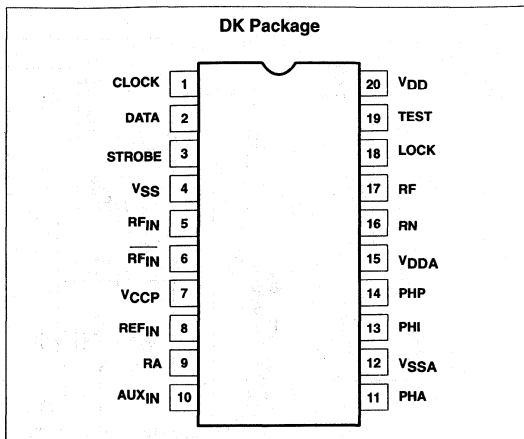 DK Package
CLOCK 1 20 VDD
DATA 2 19 TEST
STROBE 3 18 LOCK
VSS 4 17 RF
RFIN 5 16 RN
RFIN 6 15 VDDA
VCCP 7 14 PHP
REFIN 8 13 PHI
RA 9 12 VSSA
AUXIN 10 11 PHA